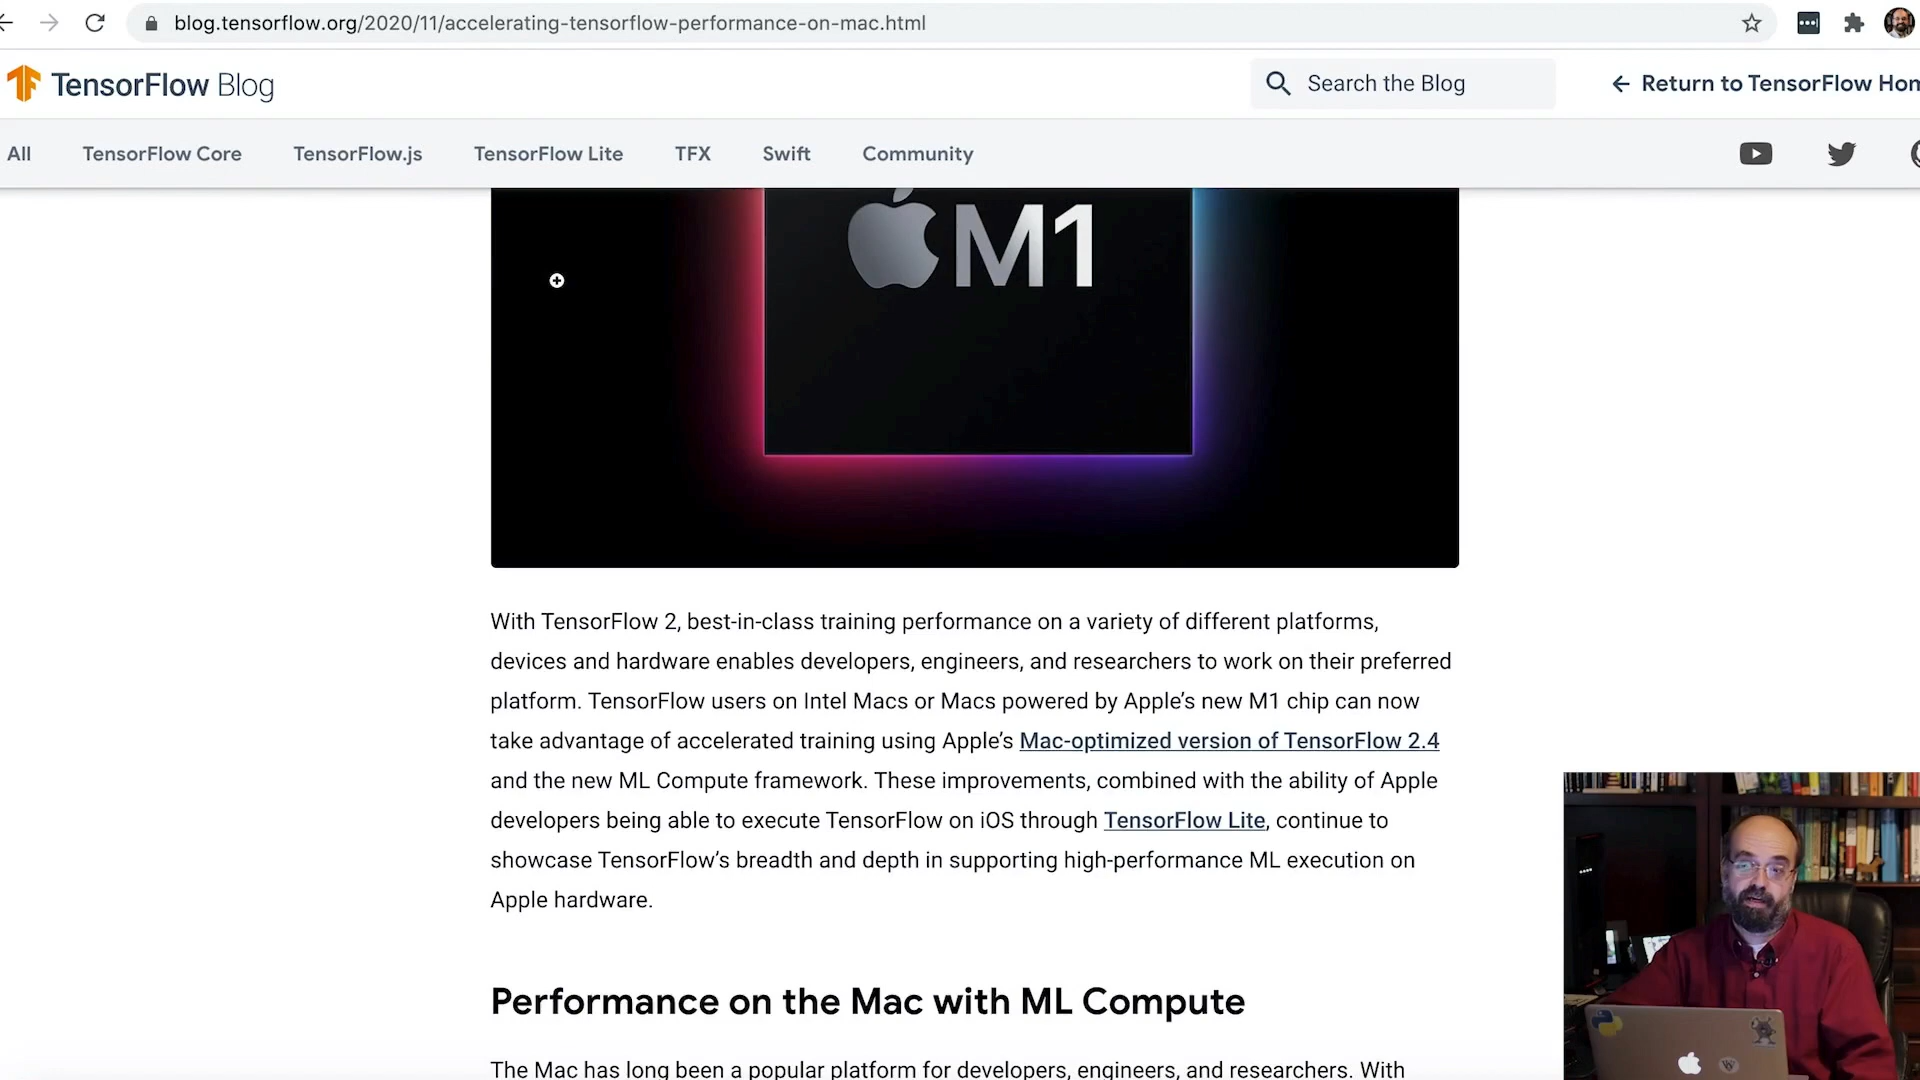 blog.tensorflow.org/2020/11/accelerating-tensorflow-performance-on-mac.html
TensorFlow Blog
Search the Blog
← Return to TensorFlow Hom
All TensorFlow Core TensorFlow.js TensorFlow Lite TFX Swift Community
M1
With TensorFlow 2, best-in-class training performance on a variety of different platforms,
devices and hardware enables developers, engineers, and researchers to work on their preferred
platform. TensorFlow users on Intel Macs or Macs powered by Apple’s new M1 chip can now
take advantage of accelerated training using Apple’s Mac-optimized version of TensorFlow 2.4
and the new ML Compute framework. These improvements, combined with the ability of Apple
developers being able to execute TensorFlow on iOS through TensorFlow Lite, continue to
showcase TensorFlow’s breadth and depth in supporting high-performance ML execution on
Apple hardware.
Performance on the Mac with ML Compute
The Mac has long been a popular platform for developers, engineers, and researchers. With